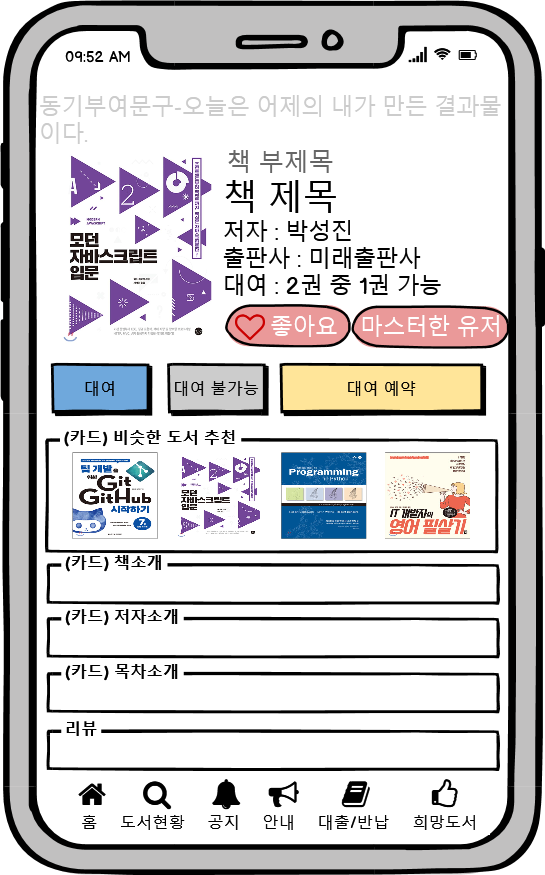 09:52 AM
동기부여문구-오늘은 어제의 내가 만든 결과물
이다.
책 부제목
책 제목
저자 : 박성진
출판사 : 미래출판사
대여 : 2권 중 1권 가능
좋아요
마스터한 유저
모던
자바스크립트
입문
대여
대여 불가능
대여 예약
(카드) 비슷한 도서 추천
팀 개발을
위한
Git
GitHub
시작하기
모던
자바스크립트
입문
Programming
IT 개발자의
영어 필살기
(카드) 책소개
(카드) 저자소개
(카드) 목차소개
리뷰
홈
도서현황
공지
안내
대출/반납
희망도서